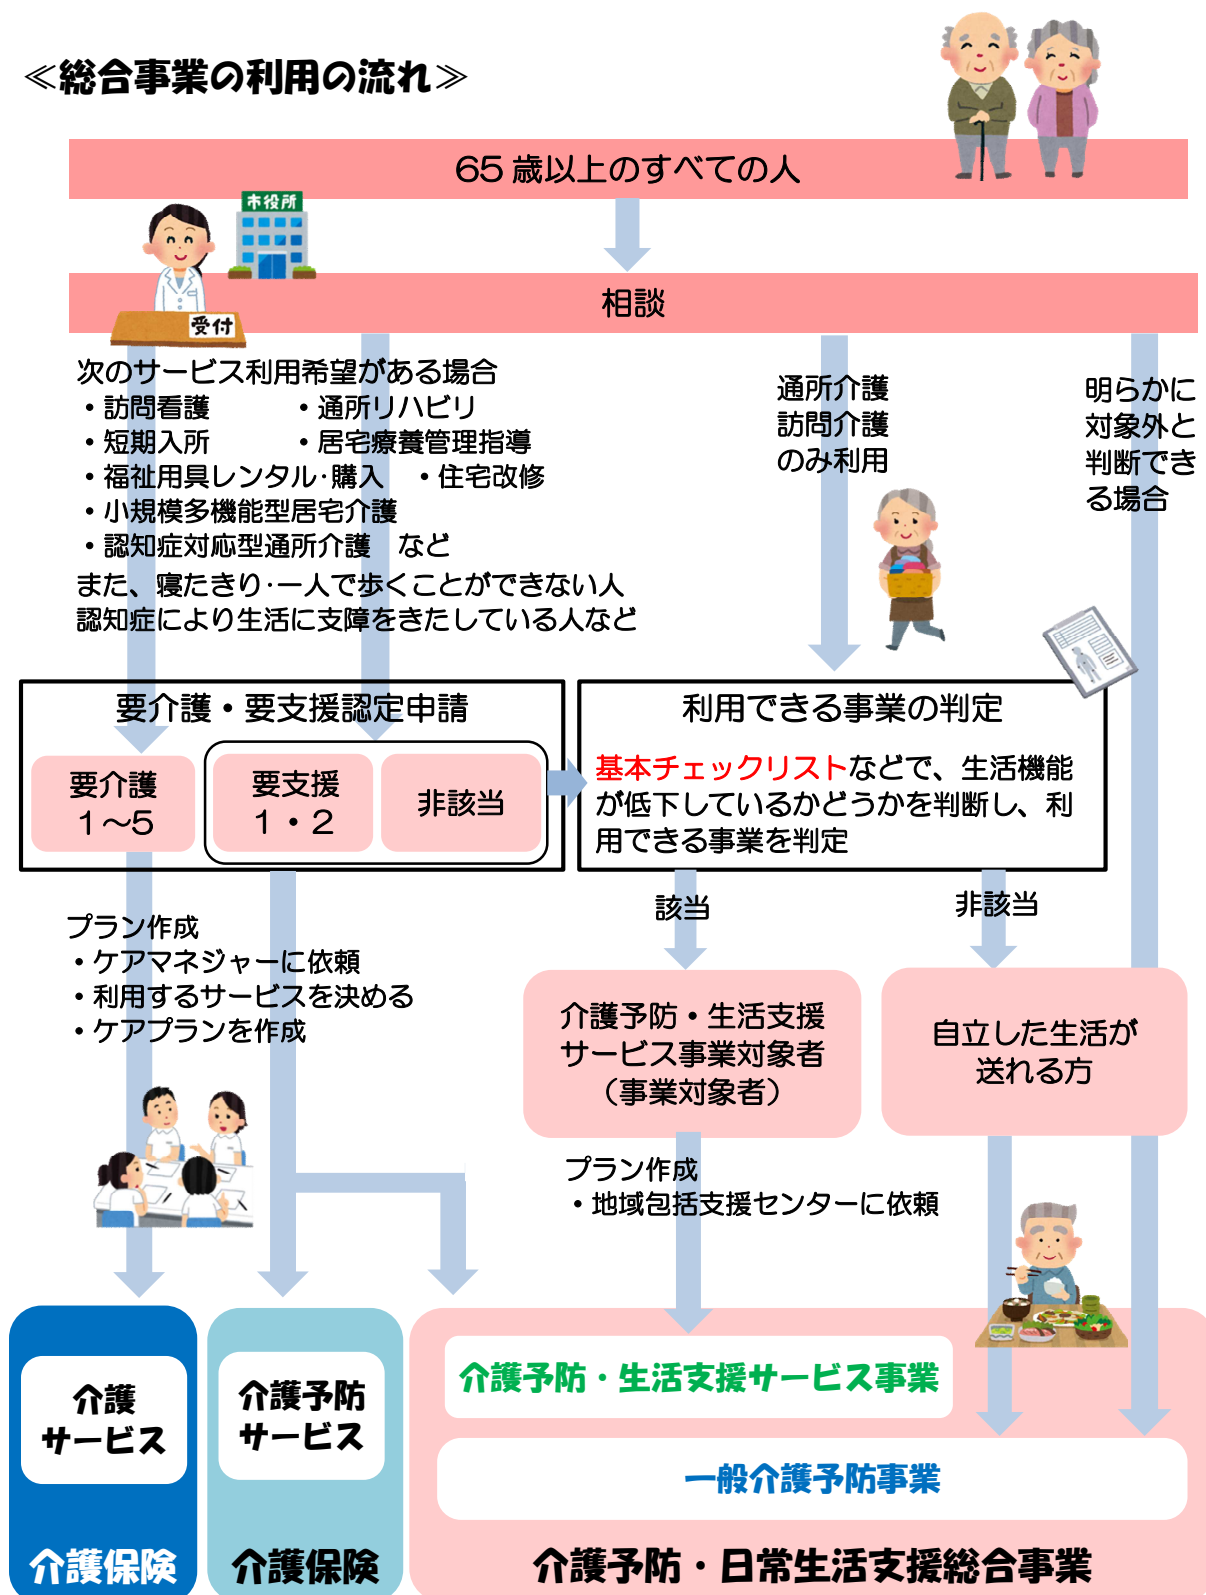 ≪総合事業の利用の流れ≫
65歳以上のすべての人
市役所
相談
受付
次のサービス利用希望がある場合
・訪問看護　・通所リハビリ
・短期入所　・居宅療養管理指導
・福祉用具レンタル･購入　・住宅改修
・小規模多機能型居宅介護
・認知症対応型通所介護　など
また、寝たきり･一人で歩くことができない人
認知症により生活に支障をきたしている人など
通所介護
訪問介護
のみ利用
明らかに
対象外と
判断でき
る場合
要介護・要支援認定申請
要介護
1～5
要支援
1・2
非該当
利用できる事業の判定
基本チェックリストなどで、生活機能
が低下しているかどうかを判断し、利
用できる事業を判定
該当
非該当
プラン作成
・ケアマネジャーに依頼
・利用するサービスを決める
・ケアプランを作成
介護予防・生活支援
サービス事業対象者
（事業対象者）
自立した生活が
送れる方
プラン作成
・地域包括支援センターに依頼
介護
サービス
介護保険
介護予防
サービス
介護保険
介護予防・生活支援サービス事業
一般介護予防事業
介護予防・日常生活支援総合事業